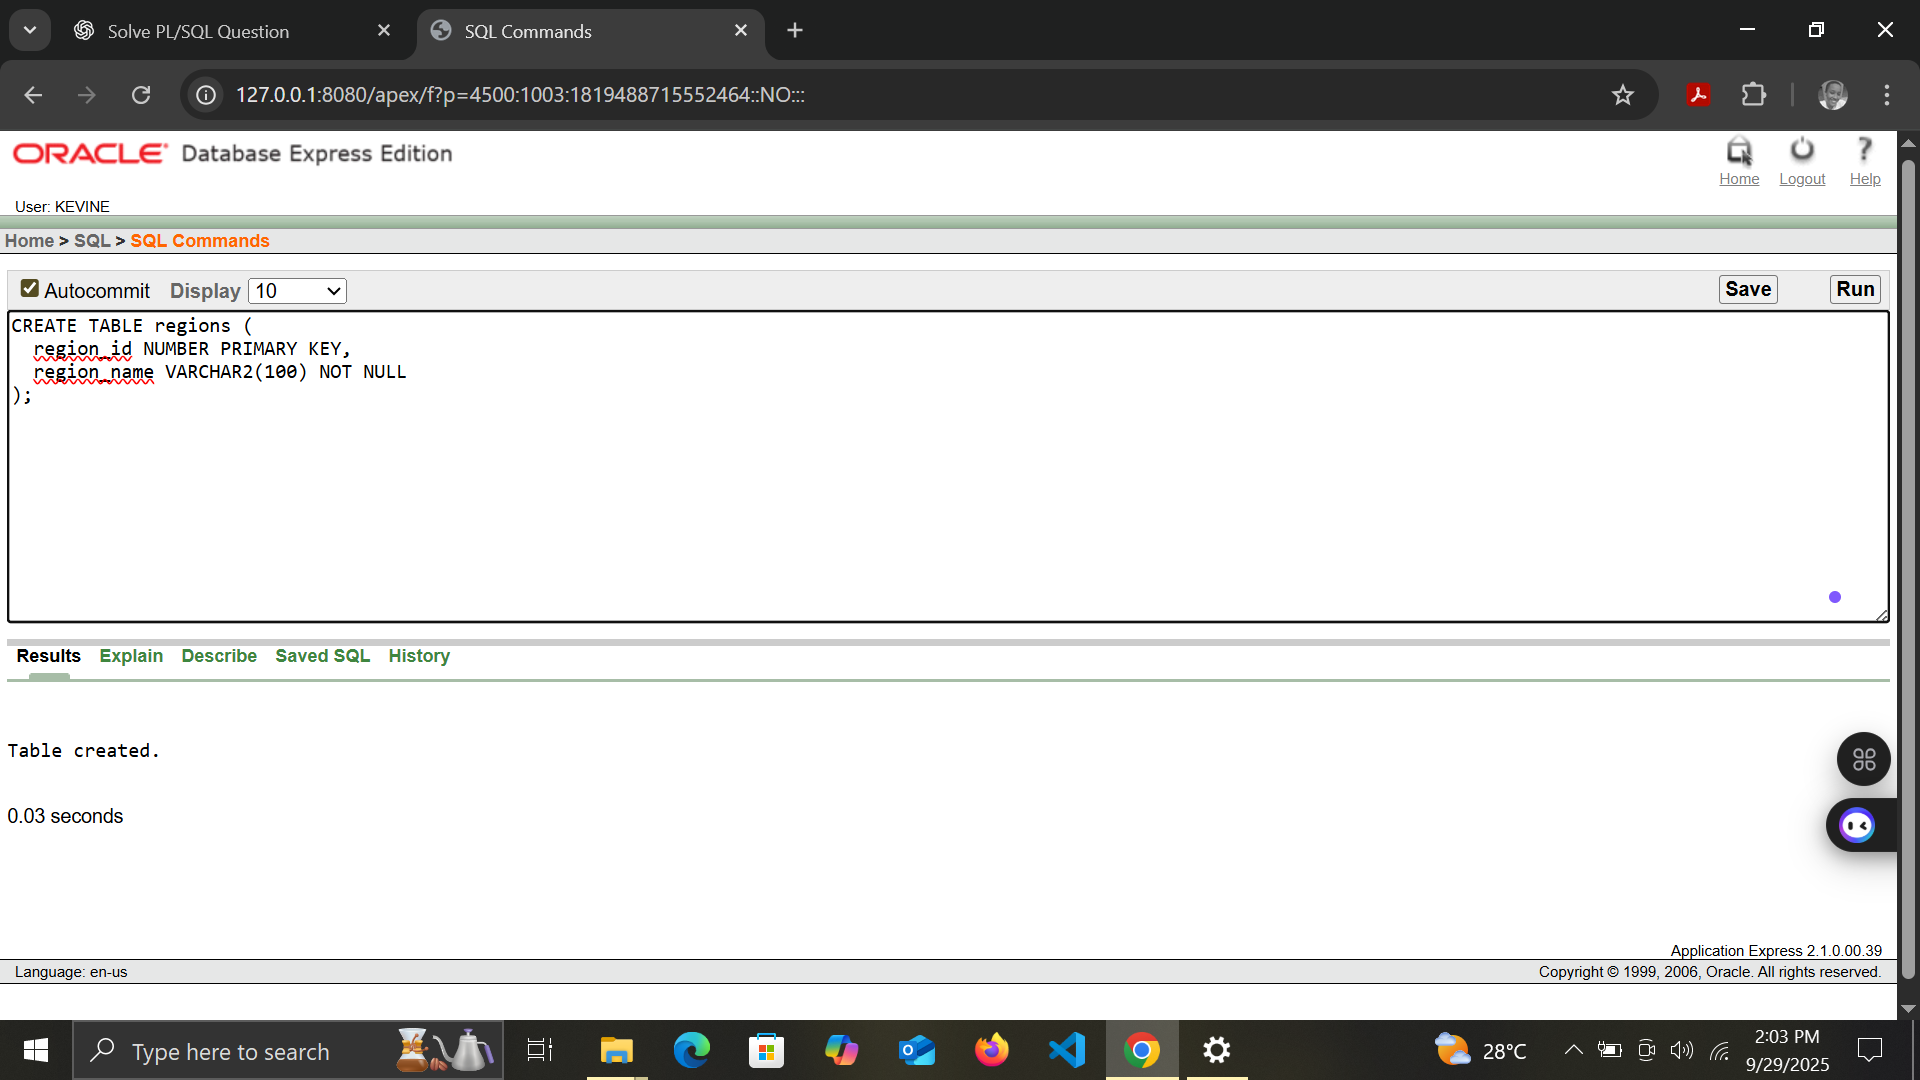 Solve PL/SQL Question
SQL Commands
127.0.0.1:8080/apex/f?p=4500:1003:1819488715552464::NO:::
ORACLE Database Express Edition
Home Logout Help
User: KEVINE
Home > SQL > SQL Commands
Autocommit Display 10 Save Run
CREATE TABLE regions (
region_id NUMBER PRIMARY KEY,
region_name VARCHAR2(100) NOT NULL
);
Results Explain Describe Saved SQL History
Table created.
0.03 seconds
Application Express 2.1.0.00.39
Language: en-us Copyright © 1999, 2006, Oracle. All rights reserved.
Type here to search
28°C
2:03 PM
9/29/2025